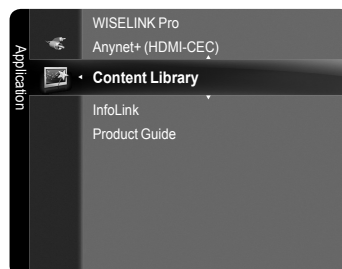 Application
WISELINK Pro
Anynet+ (HDMI-CEC)
Content Library
InfoLink
Product Guide